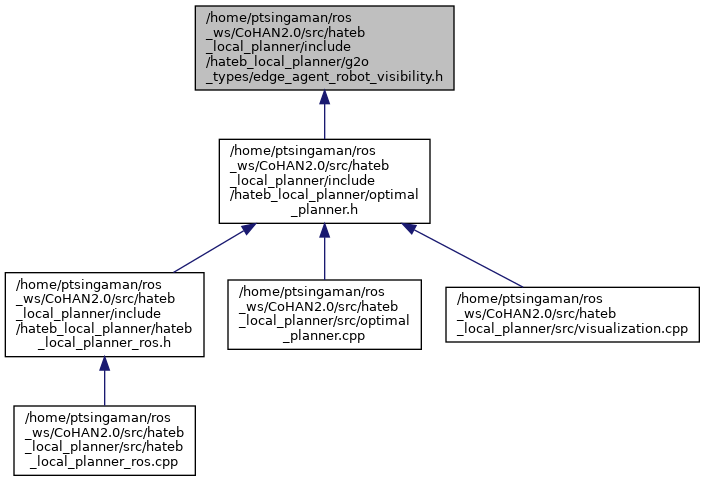 /home/ptsingaman/ros
_ws/CoHAN2.0/src/hateb
_local_planner/include
/hateb_local_planner/g2o
_types/edge_agent_robot_visibility.h
/home/ptsingaman/ros
_ws/CoHAN2.0/src/hateb
_local_planner/include
/hateb_local_planner/optimal
_planner.h
/home/ptsingaman/ros
_ws/CoHAN2.0/src/hateb
_local_planner/include
/hateb_local_planner/hateb
_local_planner_ros.h
/home/ptsingaman/ros
_ws/CoHAN2.0/src/hateb
_local_planner/src/optimal
_planner.cpp
/home/ptsingaman/ros
_ws/CoHAN2.0/src/hateb
_local_planner/src/visualization.cpp
/home/ptsingaman/ros
_ws/CoHAN2.0/src/hateb
_local_planner/src/hateb
_local_planner_ros.cpp